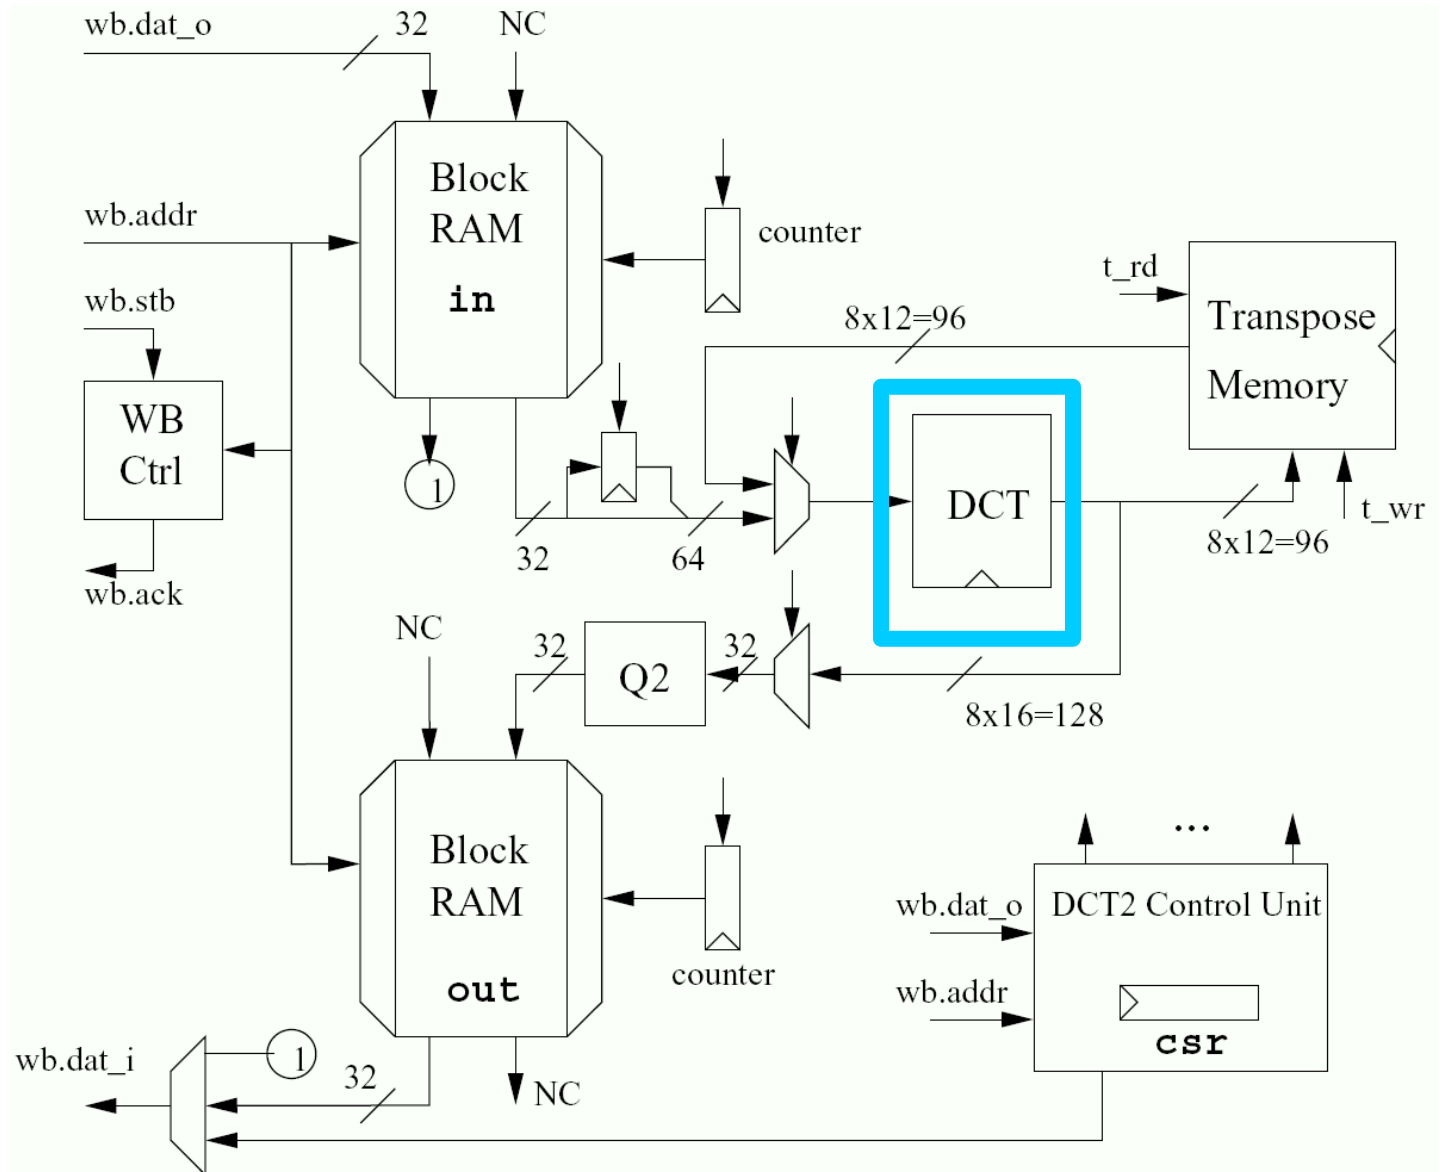 wb.dat_o
32
NC
Block
RAM
in
wb.addr
counter
wb.stb
t_rd
8x12=96
Transpose
Memory
WB
Ctrl
1
DCT
t_wr
32
64
8x12=96
wb.ack
NC
32
Q2
32
8x16=128
Block
RAM
out
...
wb.dat_o
DCT2 Control Unit
wb.addr
csr
counter
wb.dat_i
1
32
NC